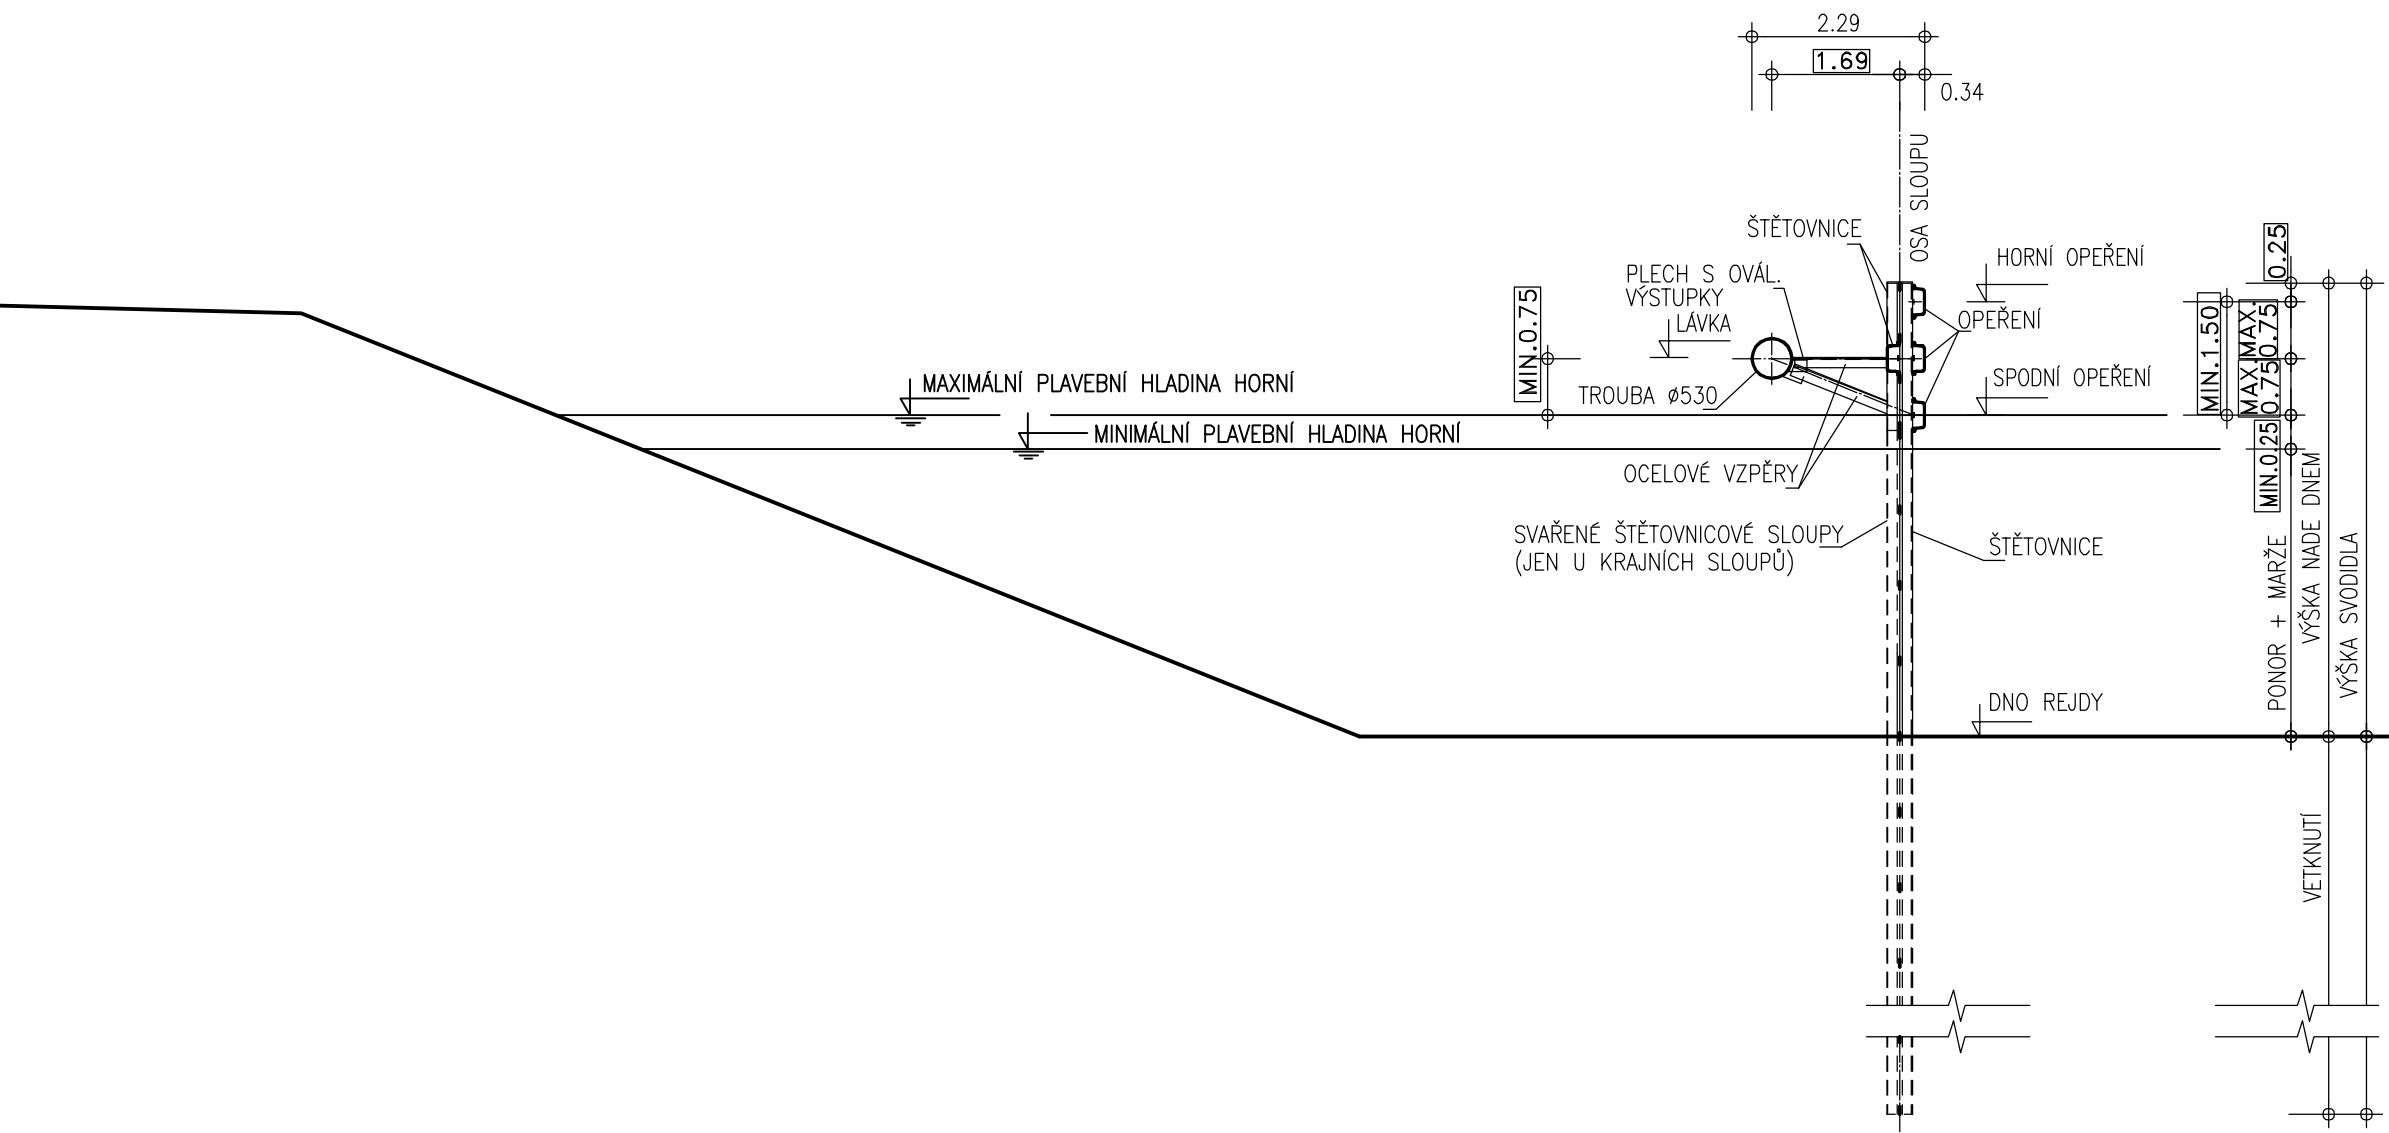 2.29
1.69
0.34
OSA SLOUPU
ŠTĚTOVNICE
PLECH S OVÁL.
VÝSTUPKY
LÁVKA
HORNÍ OPEŘENÍ
OPEŘENÍ
SPODNÍ OPEŘENÍ
0.25
MIN.1.50
MAX.
0.75
MAX.
0.75
MIN.0.25
MIN.0.75
TROUBA ø530
MAXIMÁLNÍ PLAVEBNÍ HLADINA HORNÍ
MINIMÁLNÍ PLAVEBNÍ HLADINA HORNÍ
OCELOVÉ VZPĚRY
SVAŘENÉ ŠTĚTOVNICOVÉ SLOUPY
(JEN U KRAJNÍCH SLOUPŮ)
ŠTĚTOVNICE
DNO REJDY
PONOR + MARŽE
VÝŠKA NADE DNEM
VÝŠKA SVODIDLA
VETKNUTÍ